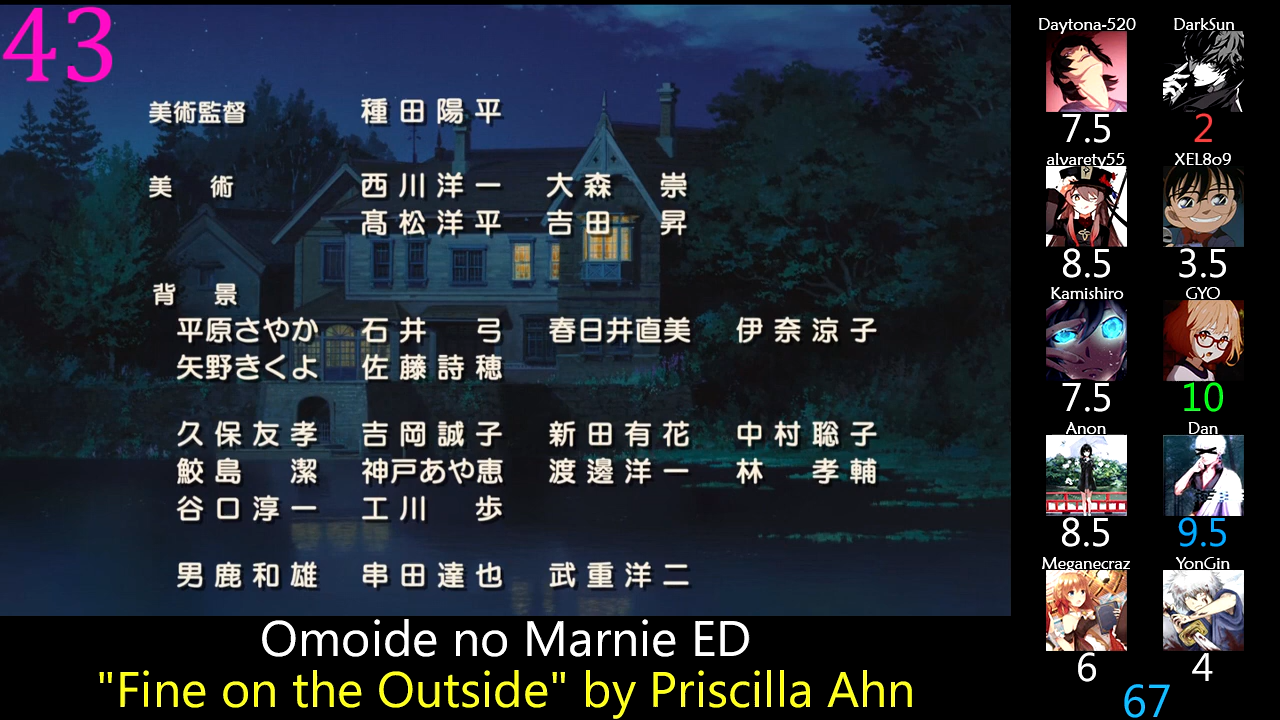 43
美術監督 種田陽平
美術 西川洋一 大森崇
髙松洋平 吉田昇
背景
平原さやか 石井弓 春日井直美 伊奈涼子
矢野きくよ 佐藤詩穂
久保友孝 吉岡誠子 新田有花 中村聡子
鮫島潔 神戸あや恵 渡邊洋一 林孝輔
谷口淳一 工川歩
男鹿和雄 串田達也 武重洋二
Omoide no Marnie ED
"Fine on the Outside" by Priscilla Ahn
Daytona-520 DarkSun
7.5 2
alvarety55 XEL8o9
8.5 3.5
Kamishiro GYO
7.5 10
Anon Dan
8.5 9.5
Meganecraz YonGin
6 4
67